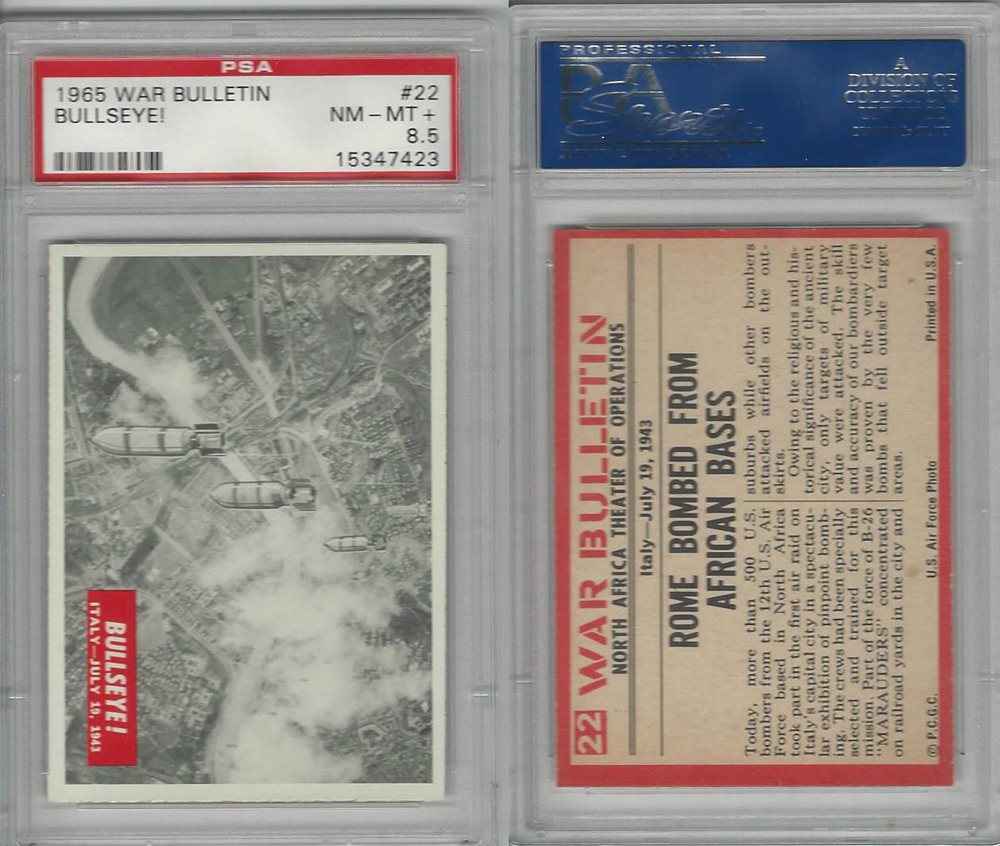 PSA
1965 WAR BULLETIN #22
BULLSEYE! NM – MT +
8.5
15347423
BULLSEYE!
ITALY—JULY 19, 1943
PROFESSIONAL
PSA
Sports
A
DIVISION OF
COLLECTORS
22 WAR BULLETIN
NORTH AFRICA THEATER OF OPERATIONS
Italy—July 19, 1943
ROME BOMBED FROM
AFRICAN BASES
Today, more than 500 U.S.
bombers from the 12th U.S. Air
Force based in North Africa
took part in the first air raid on
Italy's capital city in a spectacu-
lar exhibition of pinpoint bomb-
ing. The crews had been specially
selected and trained for this
mission. Part of the force of B-26
"MARAUDERS" concentrated
on railroad yards in the city and
suburbs while other bombers
attacked airfields on the out-
skirts.
Owing to the religious and his-
torical significance of the ancient
city, only targets of military
value were attacked. The skill
and accuracy of our bombardiers
was proven by the very few
bombs that fell outside target
areas.
© P.C.G.C. U.S. Air Force Photo Printed in U.S.A.